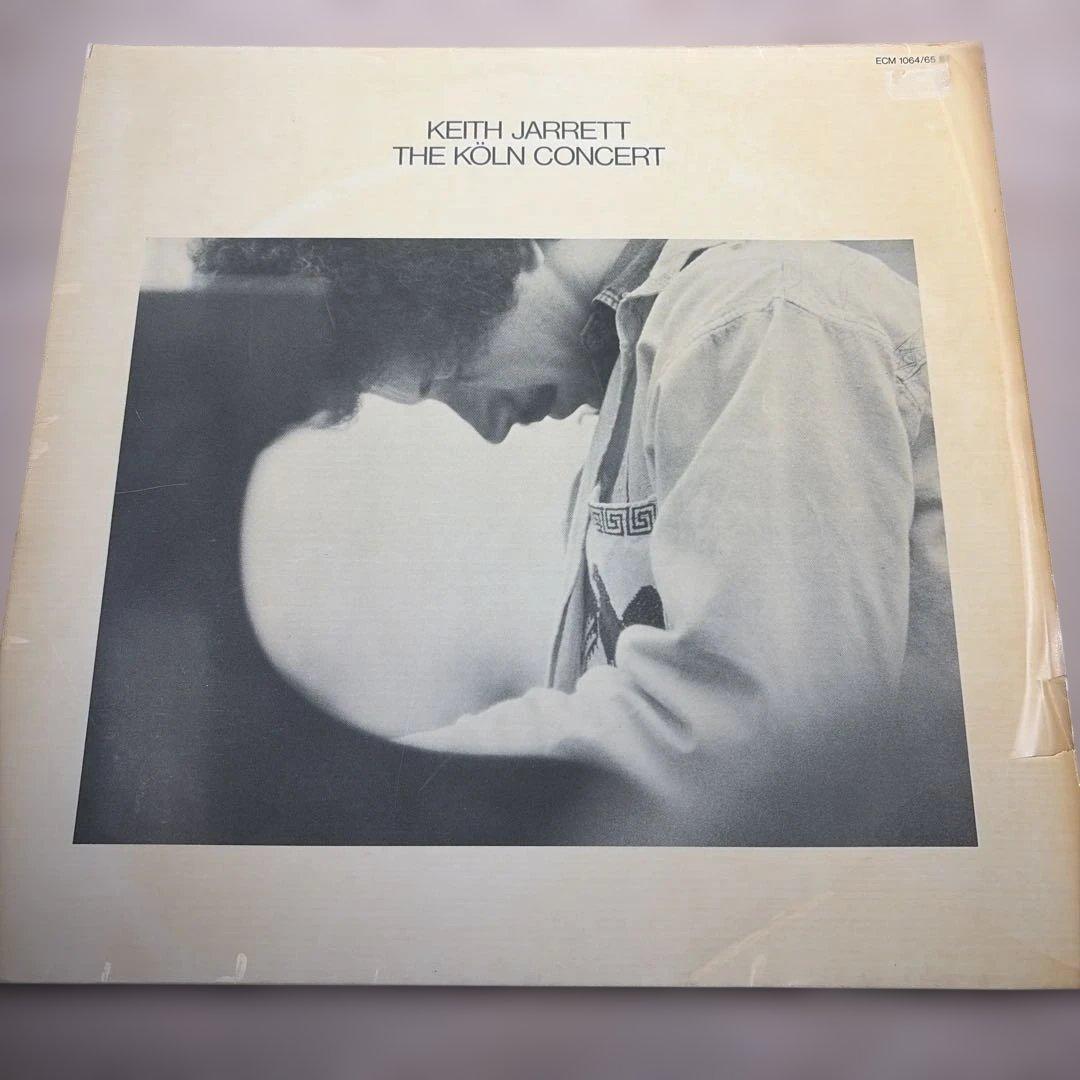 ECM 1064/65
KEITH JARRETT
THE KÖLN CONCERT